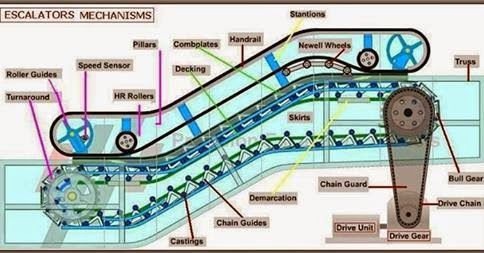 ESCALATORS MECHANISMS
Stantions
Pillars
Combplates
Handrail
Newell Wheels
Roller Guides
Speed Sensor
Decking
Truss
Turnaround
HR Rollers
Skirts
Demarcation
Chain Guard
Bull Gear
Drive Chain
Chain Guides
Castings
Drive Unit
Drive Gear